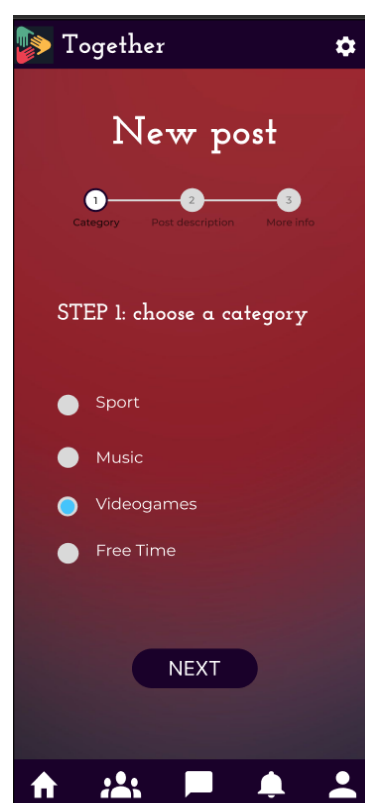 Together
New post
1 2 3
Category Post description More info
STEP 1: choose a category
Sport
Music
Videogames
Free Time
NEXT